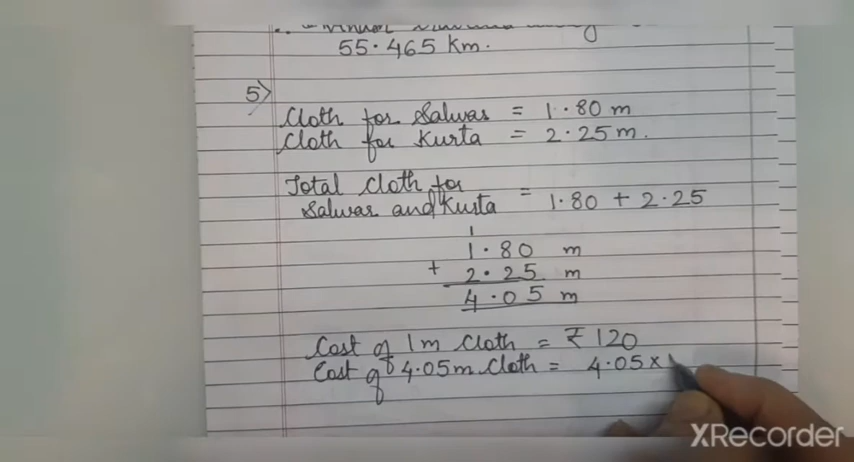 55.465 Km.
5>
Cloth for Salwar = 1.80 m
Cloth for Kurta = 2.25 m.
Total Cloth for
Salwar and Kurta = 1.80 + 2.25
1
1.80 m
+ 2.25 m
4.05 m
Cost of 1m Cloth = ₹ 120
Cost of 4.05m Cloth = 4.05 ×
XRecorder